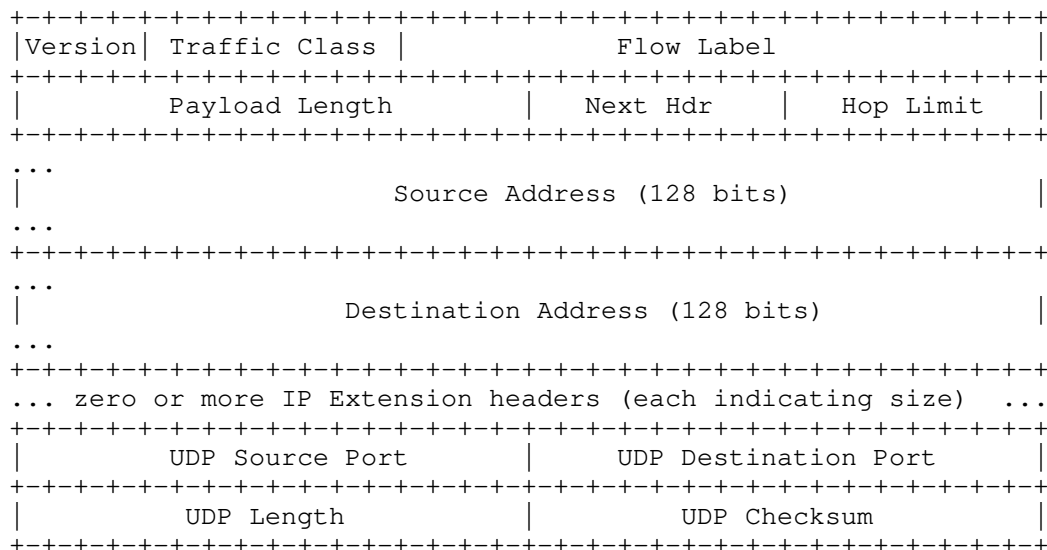 +-+-+-+-+-+-+-+-+-+-+-+-+-+-+-+-+-+-+-+-+-+-+-+-+-+-+-+-+-+-+-+-+
|Version| Traffic Class |             Flow Label                |
+-+-+-+-+-+-+-+-+-+-+-+-+-+-+-+-+-+-+-+-+-+-+-+-+-+-+-+-+-+-+-+-+
|         Payload Length        |   Next Hdr    |   Hop Limit   |
+-+-+-+-+-+-+-+-+-+-+-+-+-+-+-+-+-+-+-+-+-+-+-+-+-+-+-+-+-+-+-+-+
...
|                       Source Address (128 bits)               |
...
+-+-+-+-+-+-+-+-+-+-+-+-+-+-+-+-+-+-+-+-+-+-+-+-+-+-+-+-+-+-+-+-+
...
|                    Destination Address (128 bits)             |
...
+-+-+-+-+-+-+-+-+-+-+-+-+-+-+-+-+-+-+-+-+-+-+-+-+-+-+-+-+-+-+-+-+
... zero or more IP Extension headers (each indicating size)  ...
+-+-+-+-+-+-+-+-+-+-+-+-+-+-+-+-+-+-+-+-+-+-+-+-+-+-+-+-+-+-+-+-+
|         UDP Source Port       |     UDP Destination Port      |
+-+-+-+-+-+-+-+-+-+-+-+-+-+-+-+-+-+-+-+-+-+-+-+-+-+-+-+-+-+-+-+-+
|          UDP Length           |         UDP Checksum          |
+-+-+-+-+-+-+-+-+-+-+-+-+-+-+-+-+-+-+-+-+-+-+-+-+-+-+-+-+-+-+-+-+